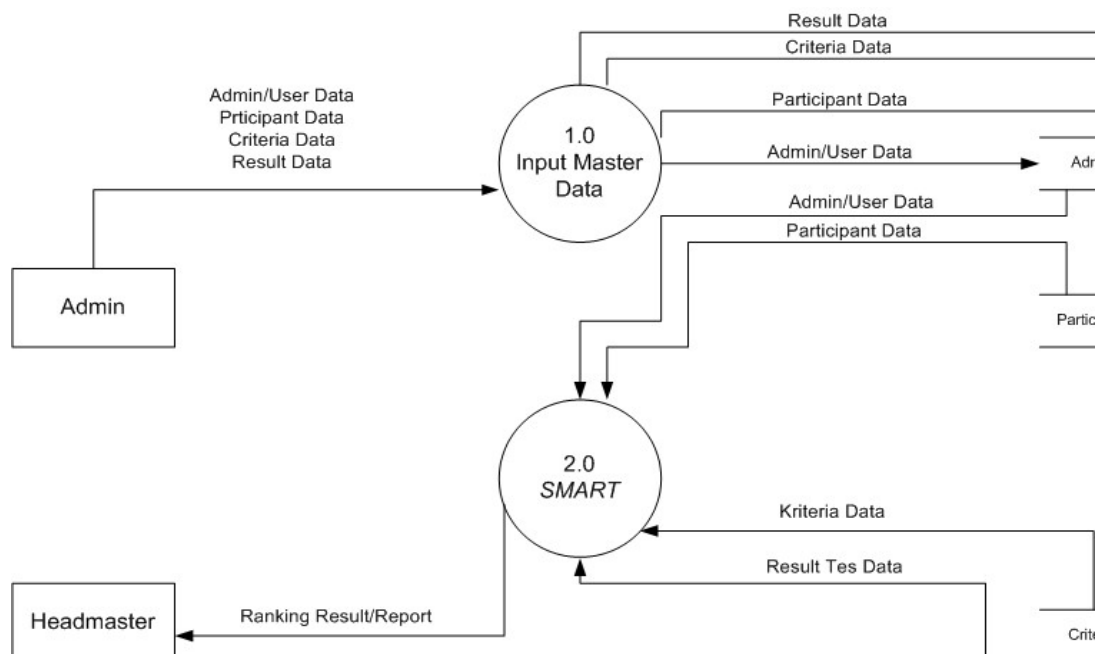 Result Data
Criteria Data
Admin/User Data
Prticipant Data
Criteria Data
Result Data
Participant Data
1.0
Input Master
Data
Admin/User Data
Admin/User Data
Participant Data
Admin
2.0
SMART
Kriteria Data
Result Tes Data
Headmaster
Ranking Result/Report